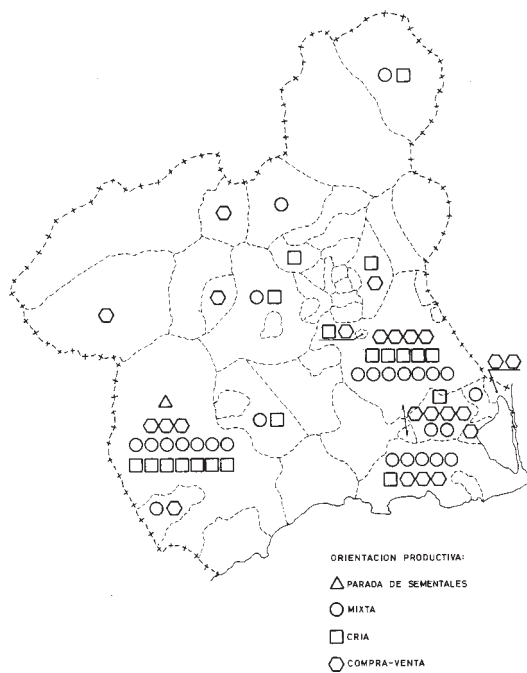 ORIENTACION PRODUCTIVA:
PARADA DE SEMENTALES
MIXTA
CRIA
COMPRA-VENTA